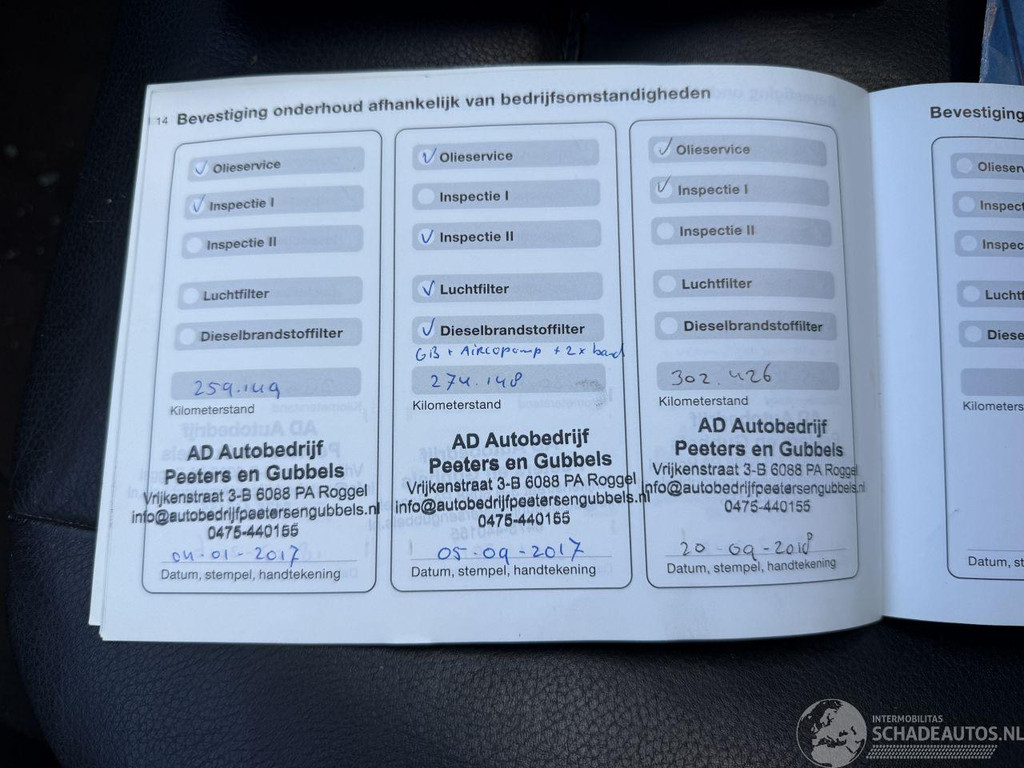 14 Bevestiging onderhoud afhankelijk van bedrijfsomstandigheden
Olieservice
Inspectie I
Inspectie II
Luchtfilter
Dieselbrandstoffilter
259.149
Kilometerstand
AD Autobedrijf
Peeters en Gubbels
Vrijkenstraat 3-B 6088 PA Roggel
info@autobedrijfpeetersengubbels.nl
0475-440155
04-01-2017
Datum, stempel, handtekening
Olieservice
Inspectie I
Inspectie II
Luchtfilter
Dieselbrandstoffilter
GB + Aircopomp + 2x band
274.148
Kilometerstand
AD Autobedrijf
Peeters en Gubbels
Vrijkenstraat 3-B 6088 PA Roggel
info@autobedrijfpeetersengubbels.nl
0475-440155
05-09-2017
Datum, stempel, handtekening
Olieservice
Inspectie I
Inspectie II
Luchtfilter
Dieselbrandstoffilter
302.426
Kilometerstand
AD Autobedrijf
Peeters en Gubbels
Vrijkenstraat 3-B 6088 PA Roggel
info@autobedrijfpeetersengubbels.nl
0475-440155
20-09-2018
Datum, stempel, handtekening
Bevestiging
Olieserv
Inspect
Inspec
Luchtf
Diese
Kilometers
Datum, st
INTERMOBILITAS
SCHADEAUTOS.NL